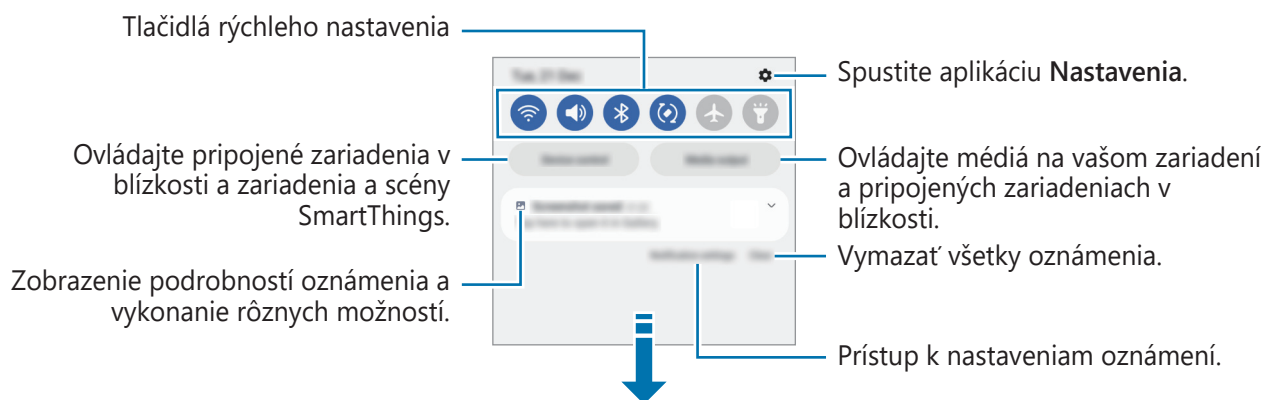 Tlačidlá rýchleho nastavenia
Spustite aplikáciu Nastavenia.
Ovládajte pripojené zariadenia v
blízkosti a zariadenia a scény
SmartThings.
Ovládajte médiá na vašom zariadení
a pripojených zariadeniach v
blízkosti.
Zobrazenie podrobností oznámenia a
vykonanie rôznych možností.
Vymazať všetky oznámenia.
Prístup k nastaveniam oznámení.